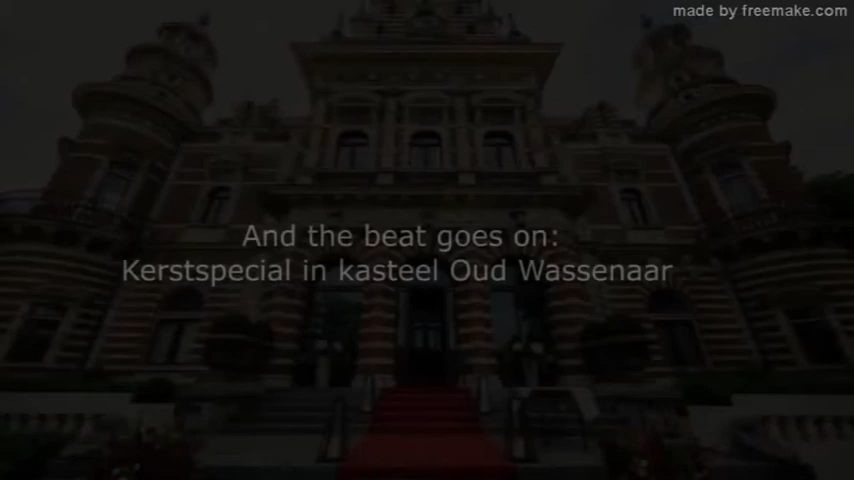 made by freemake.com
And the beat goes on:
Kerstspecial in kasteel Oud Wassenaar